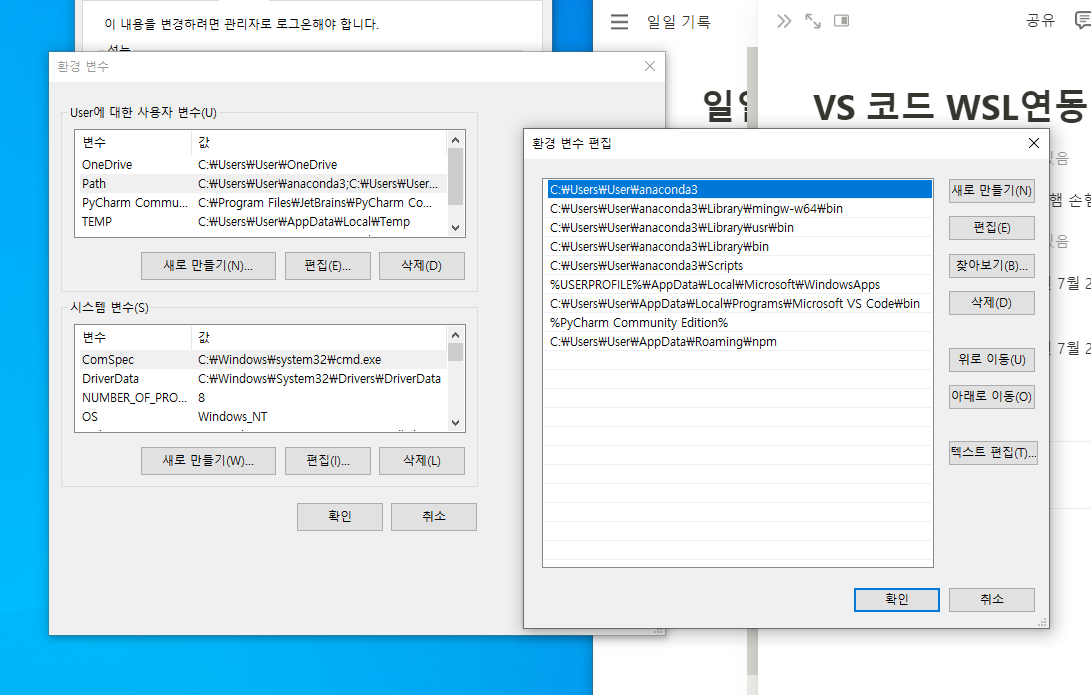 이 내용을 변경하려면 관리자로 로그온해야 합니다.
성능
일일 기록
공유
일일
VS 코드 WSL연동
있음
햄 손현
있음
7월 2
7월 2
환경 변수
User에 대한 사용자 변수(U)
변수 값
OneDrive C:₩Users₩User₩OneDrive
Path C:₩Users₩User₩anaconda3;C:₩Users₩User...
PyCharm Commu... C:₩Program Files₩JetBrains₩PyCharm Co...
TEMP C:₩Users₩User₩AppData₩Local₩Temp
새로 만들기(N)... 편집(E)... 삭제(D)
시스템 변수(S)
변수 값
ComSpec C:₩Windows₩system32₩cmd.exe
DriverData C:₩Windows₩System32₩Drivers₩DriverData
NUMBER_OF_PRO... 8
OS Windows_NT
새로 만들기(W)... 편집(I)... 삭제(L)
확인 취소
환경 변수 편집
C:₩Users₩User₩anaconda3
C:₩Users₩User₩anaconda3₩Library₩mingw-w64₩bin
C:₩Users₩User₩anaconda3₩Library₩usr₩bin
C:₩Users₩User₩anaconda3₩Library₩bin
C:₩Users₩User₩anaconda3₩Scripts
%USERPROFILE%₩AppData₩Local₩Microsoft₩WindowsApps
C:₩Users₩User₩AppData₩Local₩Programs₩Microsoft VS Code₩bin
%PyCharm Community Edition%
C:₩Users₩User₩AppData₩Roaming₩npm
새로 만들기(N)
편집(E)
찾아보기(B)...
삭제(D)
위로 이동(U)
아래로 이동(O)
텍스트 편집(T)...
확인 취소